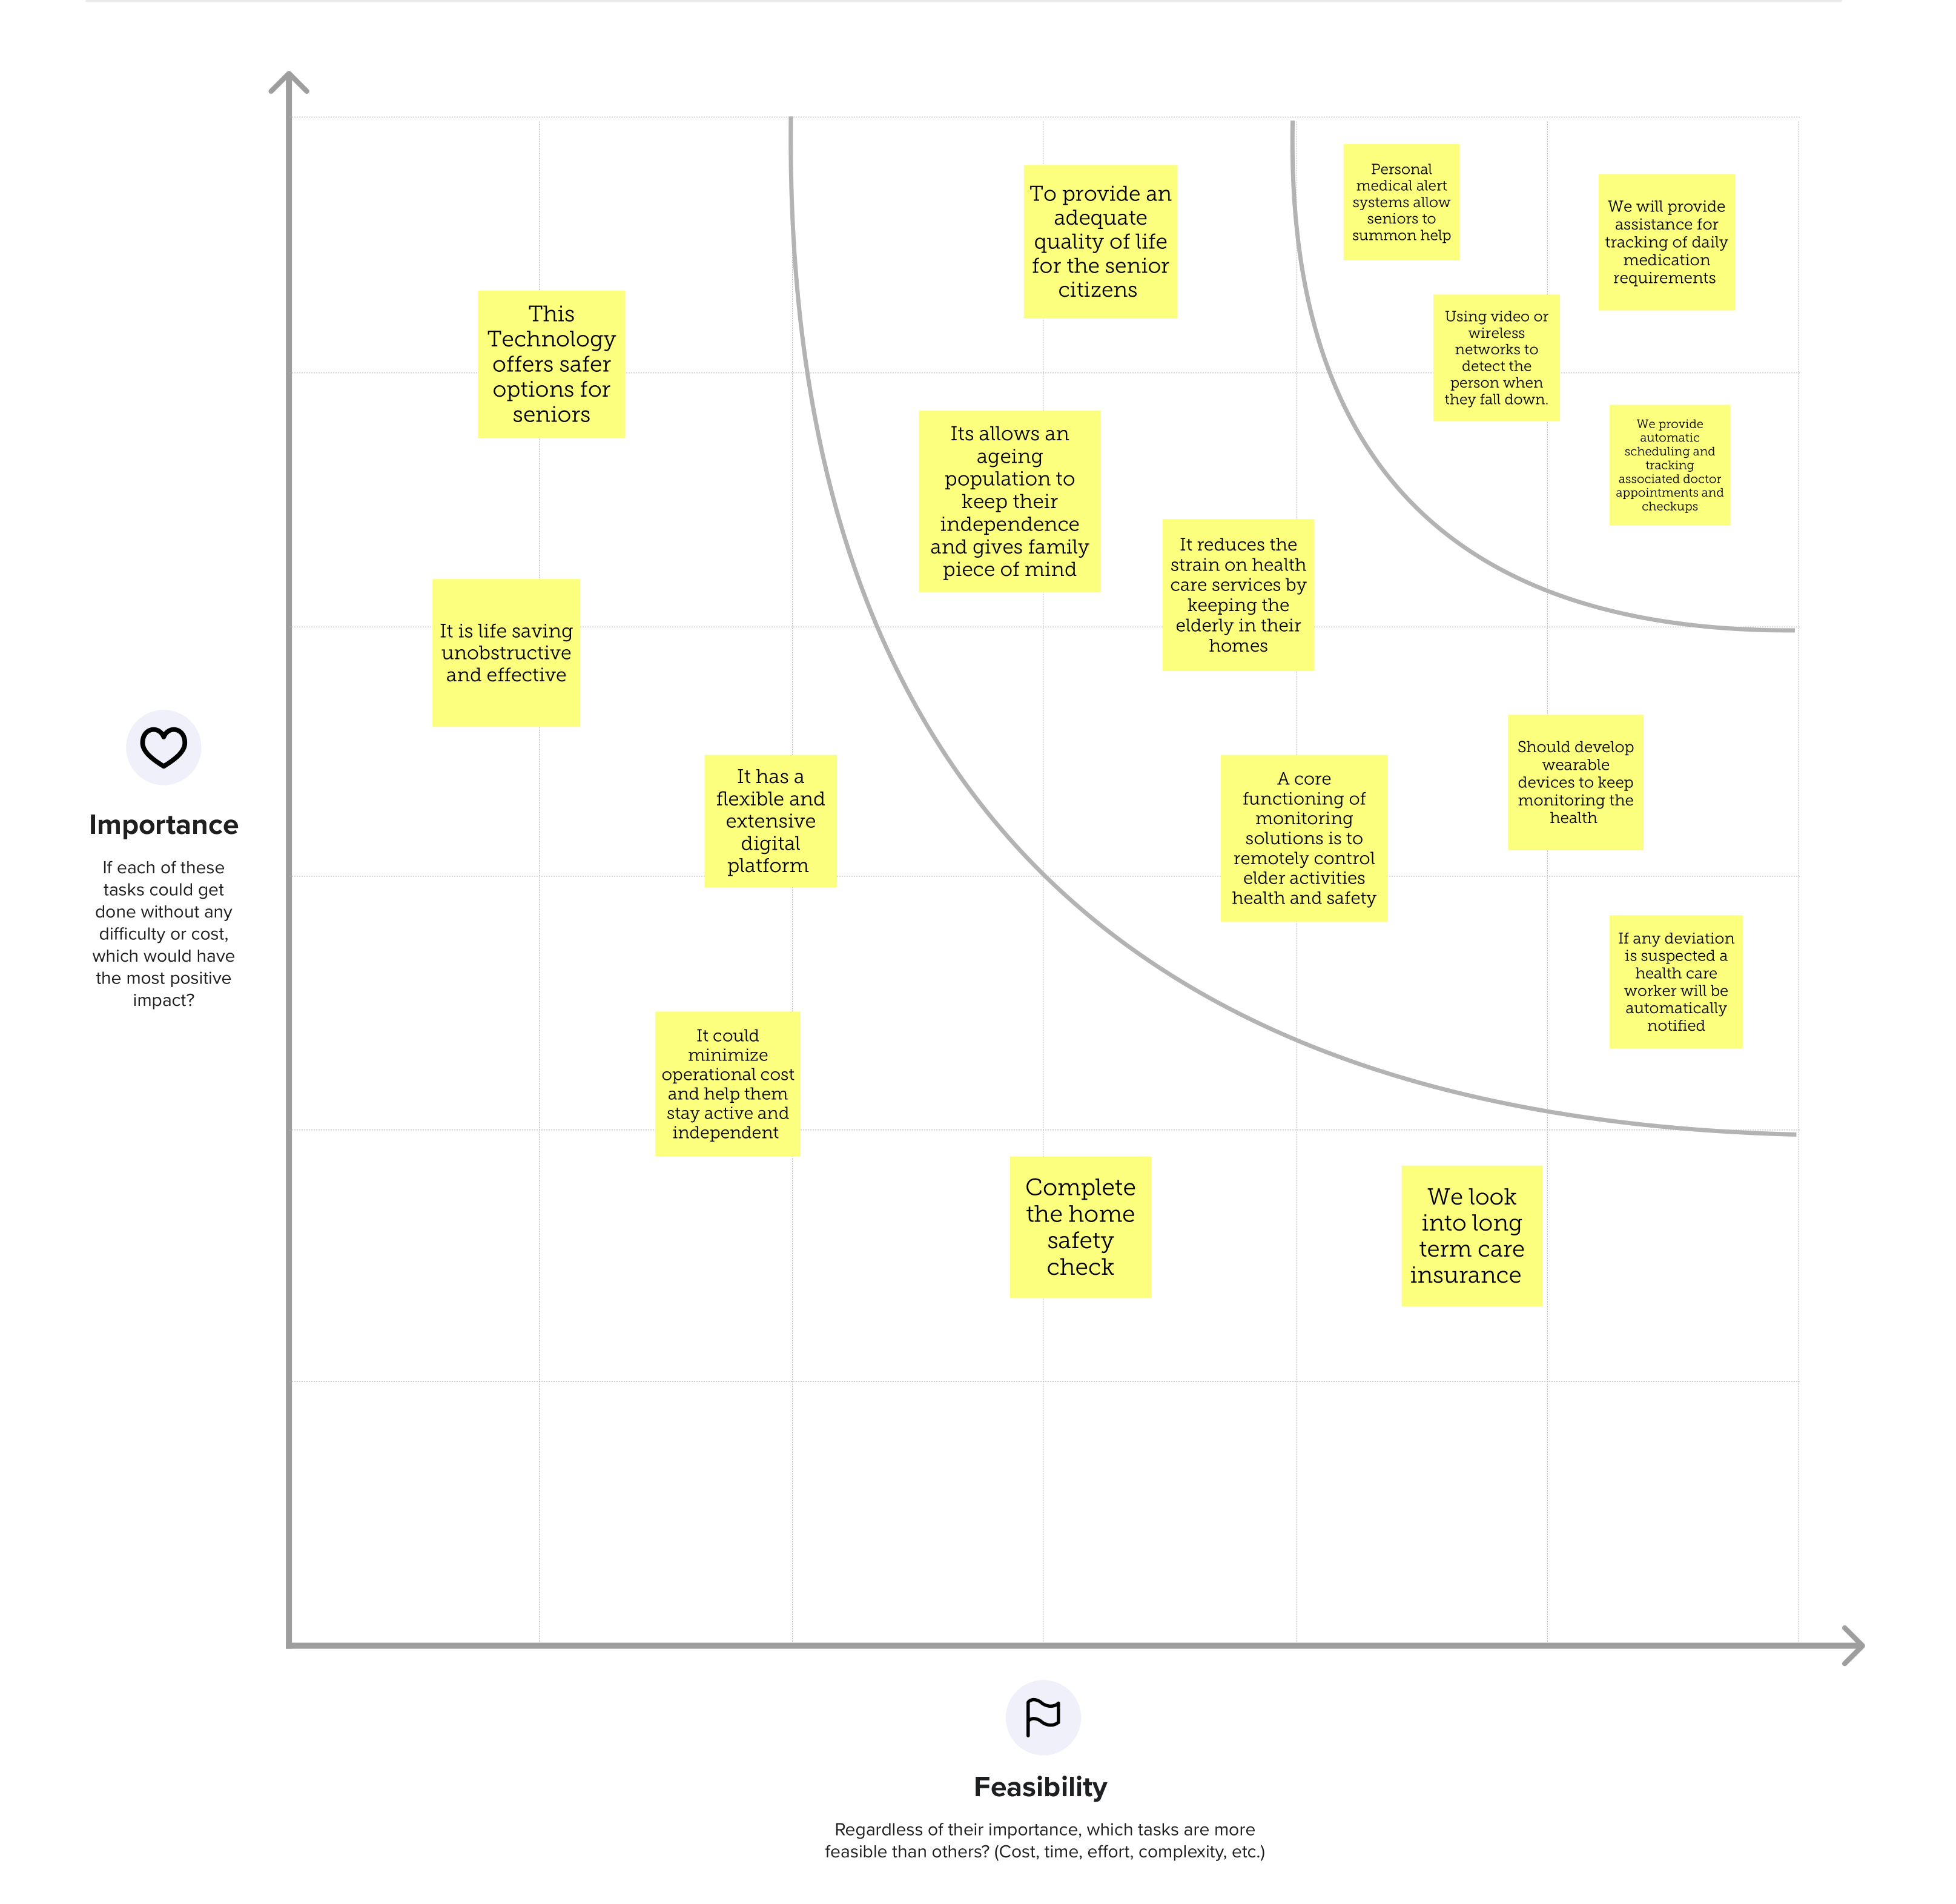 Personal
medical alert
systems allow
seniors to
summon help
To provide an
adequate
quality of life
for the senior
citizens
We will provide
assistance for
tracking of daily
medication
requirements
This
Technology
offers safer
options for
seniors
Using video or
wireless
networks to
detect the
person when
they fall down.
Its allows an
ageing
population to
keep their
independence
and gives family
piece of mind
We provide
automatic
scheduling and
tracking
associated doctor
appointments and
checkups
It reduces the
strain on health
care services by
keeping the
elderly in their
homes
It is life saving
unobstructive
and effective
Should develop
wearable
devices to keep
monitoring the
health
It has a
flexible and
extensive
digital
platform
A core
functioning of
monitoring
solutions is to
remotely control
elder activities
health and safety
Importance
If each of these
tasks could get
done without any
difficulty or cost,
which would have
the most positive
impact?
If any deviation
is suspected a
health care
worker will be
automatically
notified
It could
minimize
operational cost
and help them
stay active and
independent
Complete
the home
safety
check
We look
into long
term care
insurance
Feasibility
Regardless of their importance, which tasks are more
feasible than others? (Cost, time, effort, complexity, etc.)